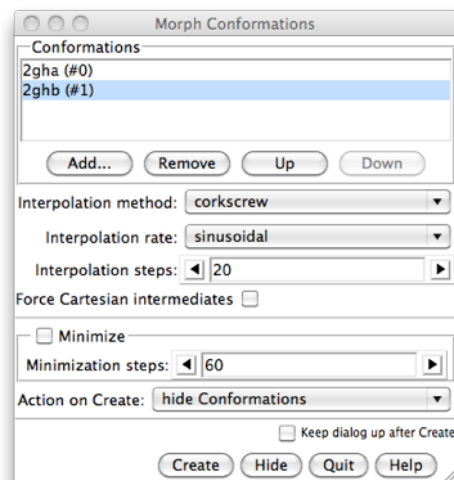 Morph Conformations
Conformations
2gha (#0)
2ghb (#1)
Add... Remove Up Down
Interpolation method: corkscrew
Interpolation rate: sinusoidal
Interpolation steps: 20
Force Cartesian intermediates
Minimize
Minimization steps: 60
Action on Create: hide Conformations
Keep dialog up after Create
Create Hide Quit Help